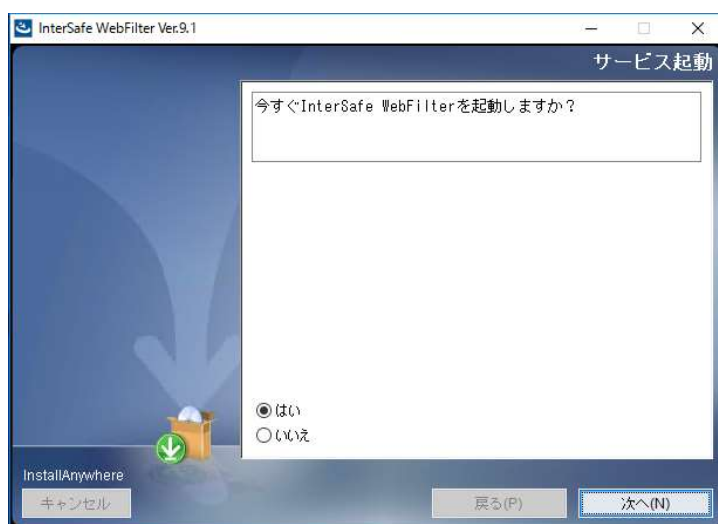 InterSafe WebFilter Ver.9.1
サービス起動
今すぐInterSafe WebFilterを起動しますか？
はい
いいえ
InstallAnywhere
キャンセル
戻る(P)
次へ(N)